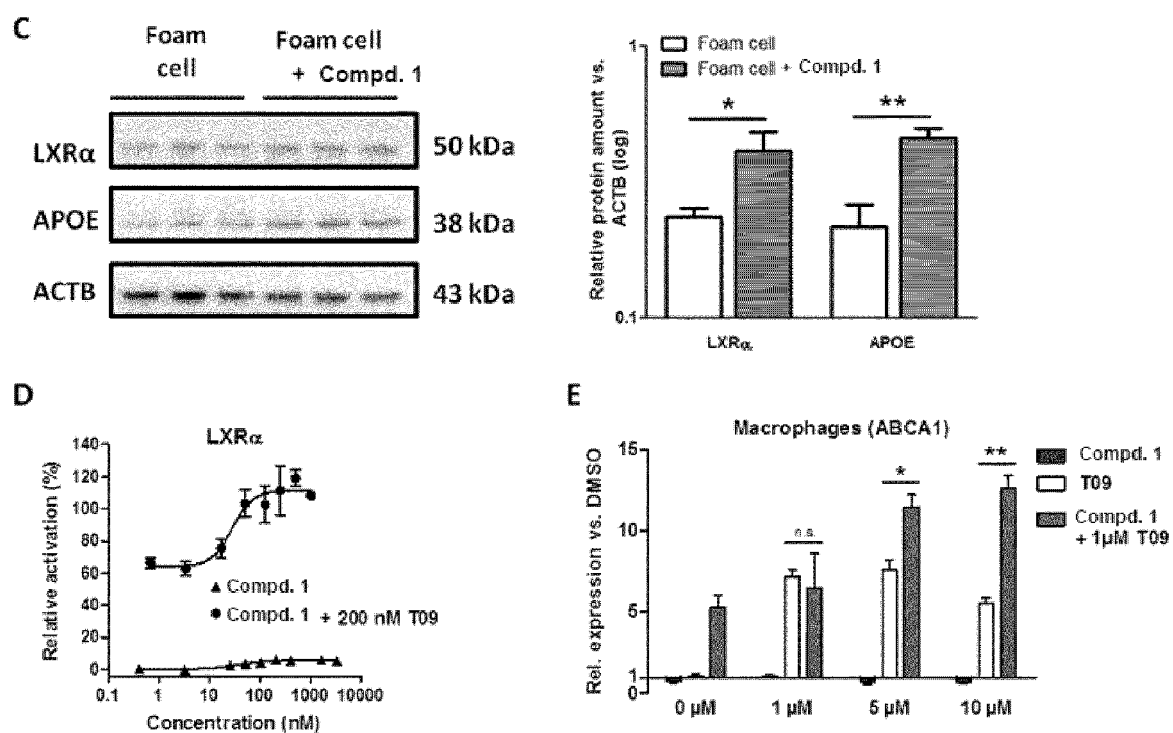 C
Foam cell
Foam cell + Compd. 1
LXRα
50 kDa
APOE
38 kDa
ACTB
43 kDa
Relative protein amount vs. ACTB (log)
1
0.1
Foam cell
Foam cell + Compd. 1
*
**
LXRα
APOE
D
LXRα
Relative activation (%)
140
120
100
80
60
40
20
0
Compd. 1
Compd. 1 + 200 nM T09
0.1 1 10 100 1000 10000
Concentration (nM)
E
Macrophages (ABCA1)
Rel. expression vs. DMSO
15
10
5
1
0
n.s.
*
**
0 µM 1 µM 5 µM 10 µM
Compd. 1
T09
Compd. 1
+ 1µM T09